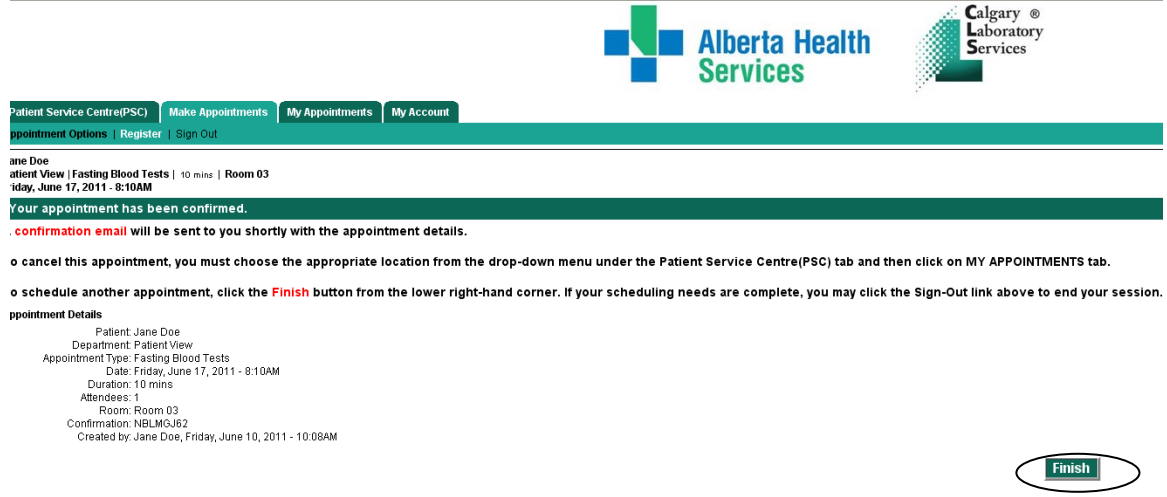 Alberta Health
Services
Calgary ®
Laboratory
Services
Patient Service Centre(PSC) Make Appointments My Appointments My Account
ppointment Options | Register | Sign Out
ane Doe
atient View | Fasting Blood Tests | 10 mins | Room 03
riday, June 17, 2011 - 8:10AM
Your appointment has been confirmed.
. confirmation email will be sent to you shortly with the appointment details.
o cancel this appointment, you must choose the appropriate location from the drop-down menu under the Patient Service Centre(PSC) tab and then click on MY APPOINTMENTS tab.
o schedule another appointment, click the Finish button from the lower right-hand corner. If your scheduling needs are complete, you may click the Sign-Out link above to end your session.
ppointment Details
Patient: Jane Doe
Department: Patient View
Appointment Type: Fasting Blood Tests
Date: Friday, June 17, 2011 - 8:10AM
Duration: 10 mins
Attendees: 1
Room: Room 03
Confirmation: NBLMGJ62
Created by: Jane Doe, Friday, June 10, 2011 - 10:08AM
Finish